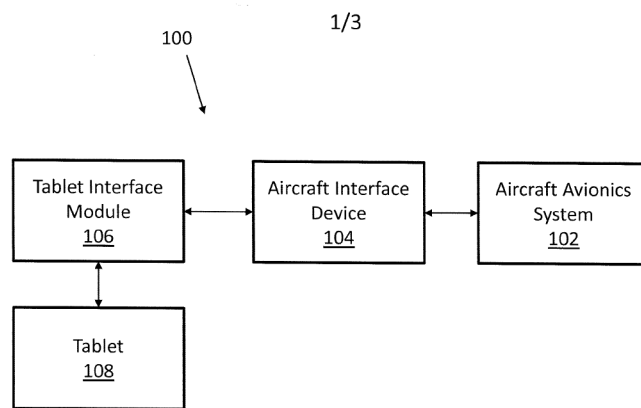 1/3
100
Tablet Interface
Module
106
Aircraft Interface
Device
104
Aircraft Avionics
System
102
Tablet
108